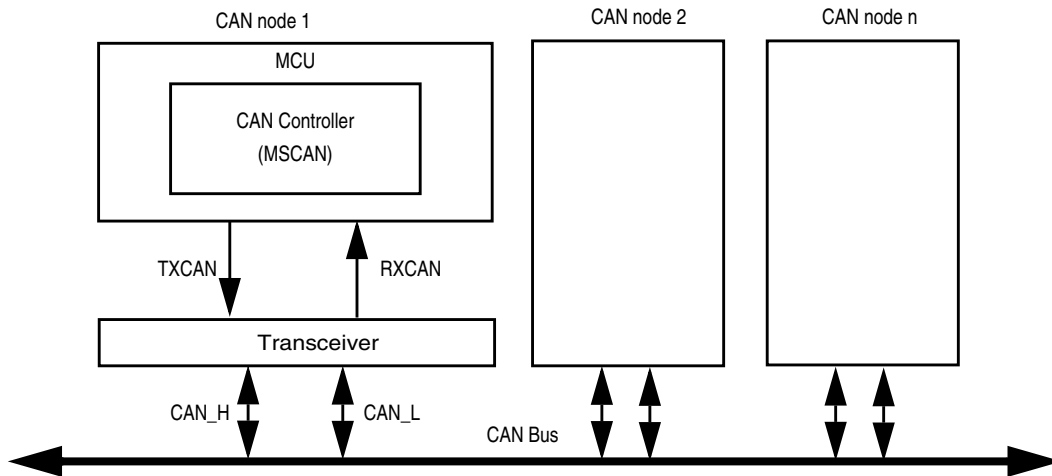 CAN node 1
CAN node 2
CAN node n
MCU
CAN Controller
(MSCAN)
TXCAN
RXCAN
Transceiver
CAN_H
CAN_L
CAN Bus